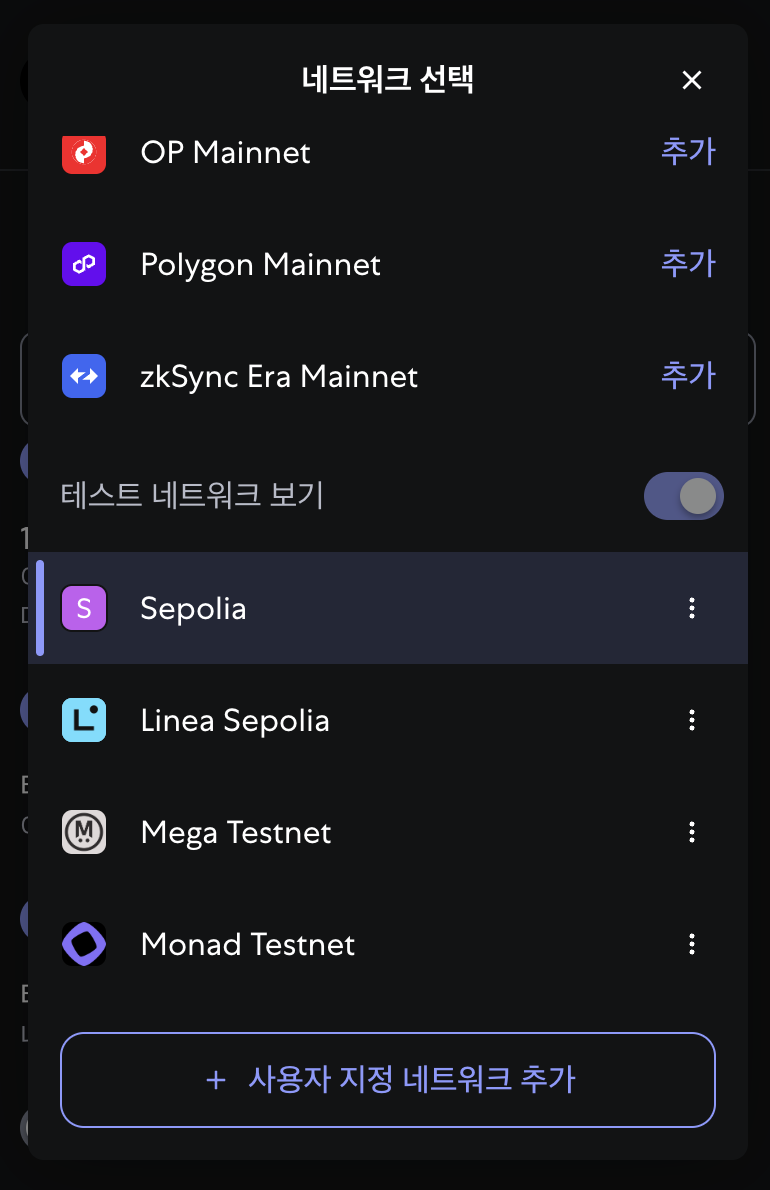 네트워크 선택
OP Mainnet 추가
Polygon Mainnet 추가
zkSync Era Mainnet 추가
테스트 네트워크 보기
S Sepolia
Linea Sepolia
M Mega Testnet
Monad Testnet
+ 사용자 지정 네트워크 추가